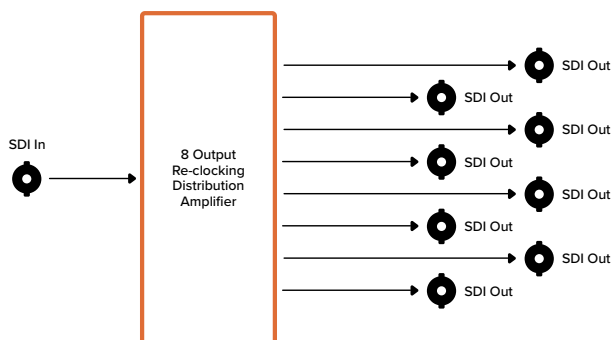 SDI In
8 Output
Re-clocking
Distribution
Amplifier
SDI Out
SDI Out
SDI Out
SDI Out
SDI Out
SDI Out
SDI Out
SDI Out